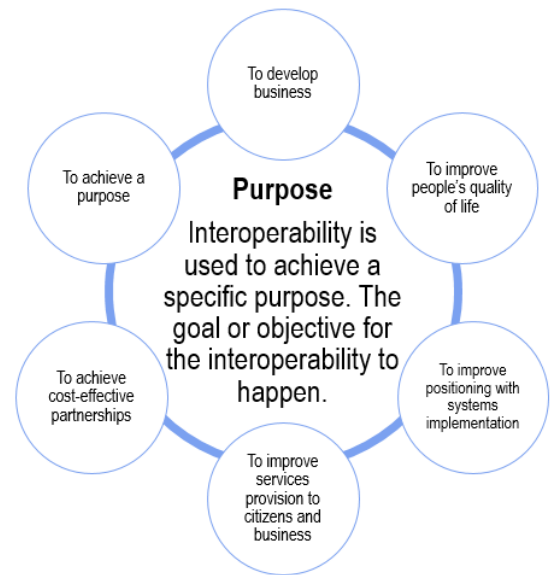 To develop
business
To improve
people's quality
of life
To improve
positioning with
systems
implementation
To improve
services
provision to
citizens and
business
To achieve
cost-effective
partnerships
To achieve a
purpose
Purpose
Interoperability is
used to achieve a
specific purpose. The
goal or objective for
the interoperability to
happen.